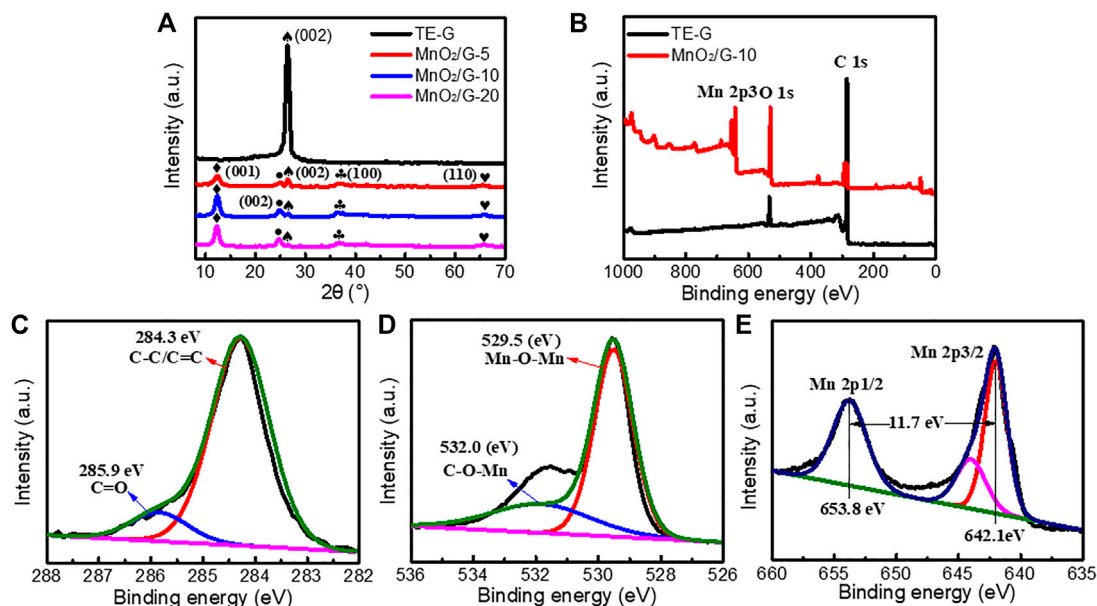 A
♠(002)
TE-G
MnO₂/G-5
MnO₂/G-10
MnO₂/G-20
♦ (001) ● ♠ (002) ♣(100) (110) ♥
♦ (002) ● ♠ ♣ ♥
♦ ● ♠ ♣ ♥
Intensity (a.u.)
10 20 30 40 50 60 70
2θ (°)
B
TE-G
MnO₂/G-10
C 1s
Mn 2p3 O 1s
Intensity (a.u.)
1000 800 600 400 200 0
Binding energy (eV)
C
284.3 eV
C-C/C=C
285.9 eV
C=O
Intensity (a.u.)
288 287 286 285 284 283 282
Binding energy (eV)
D
529.5 (eV)
Mn-O-Mn
532.0 (eV)
C-O-Mn
Intensity (a.u.)
536 534 532 530 528 526
Binding energy (eV)
E
Mn 2p3/2
Mn 2p1/2
11.7 eV
653.8 eV
642.1eV
Intensity (a.u.)
660 655 650 645 640 635
Binding energy (eV)